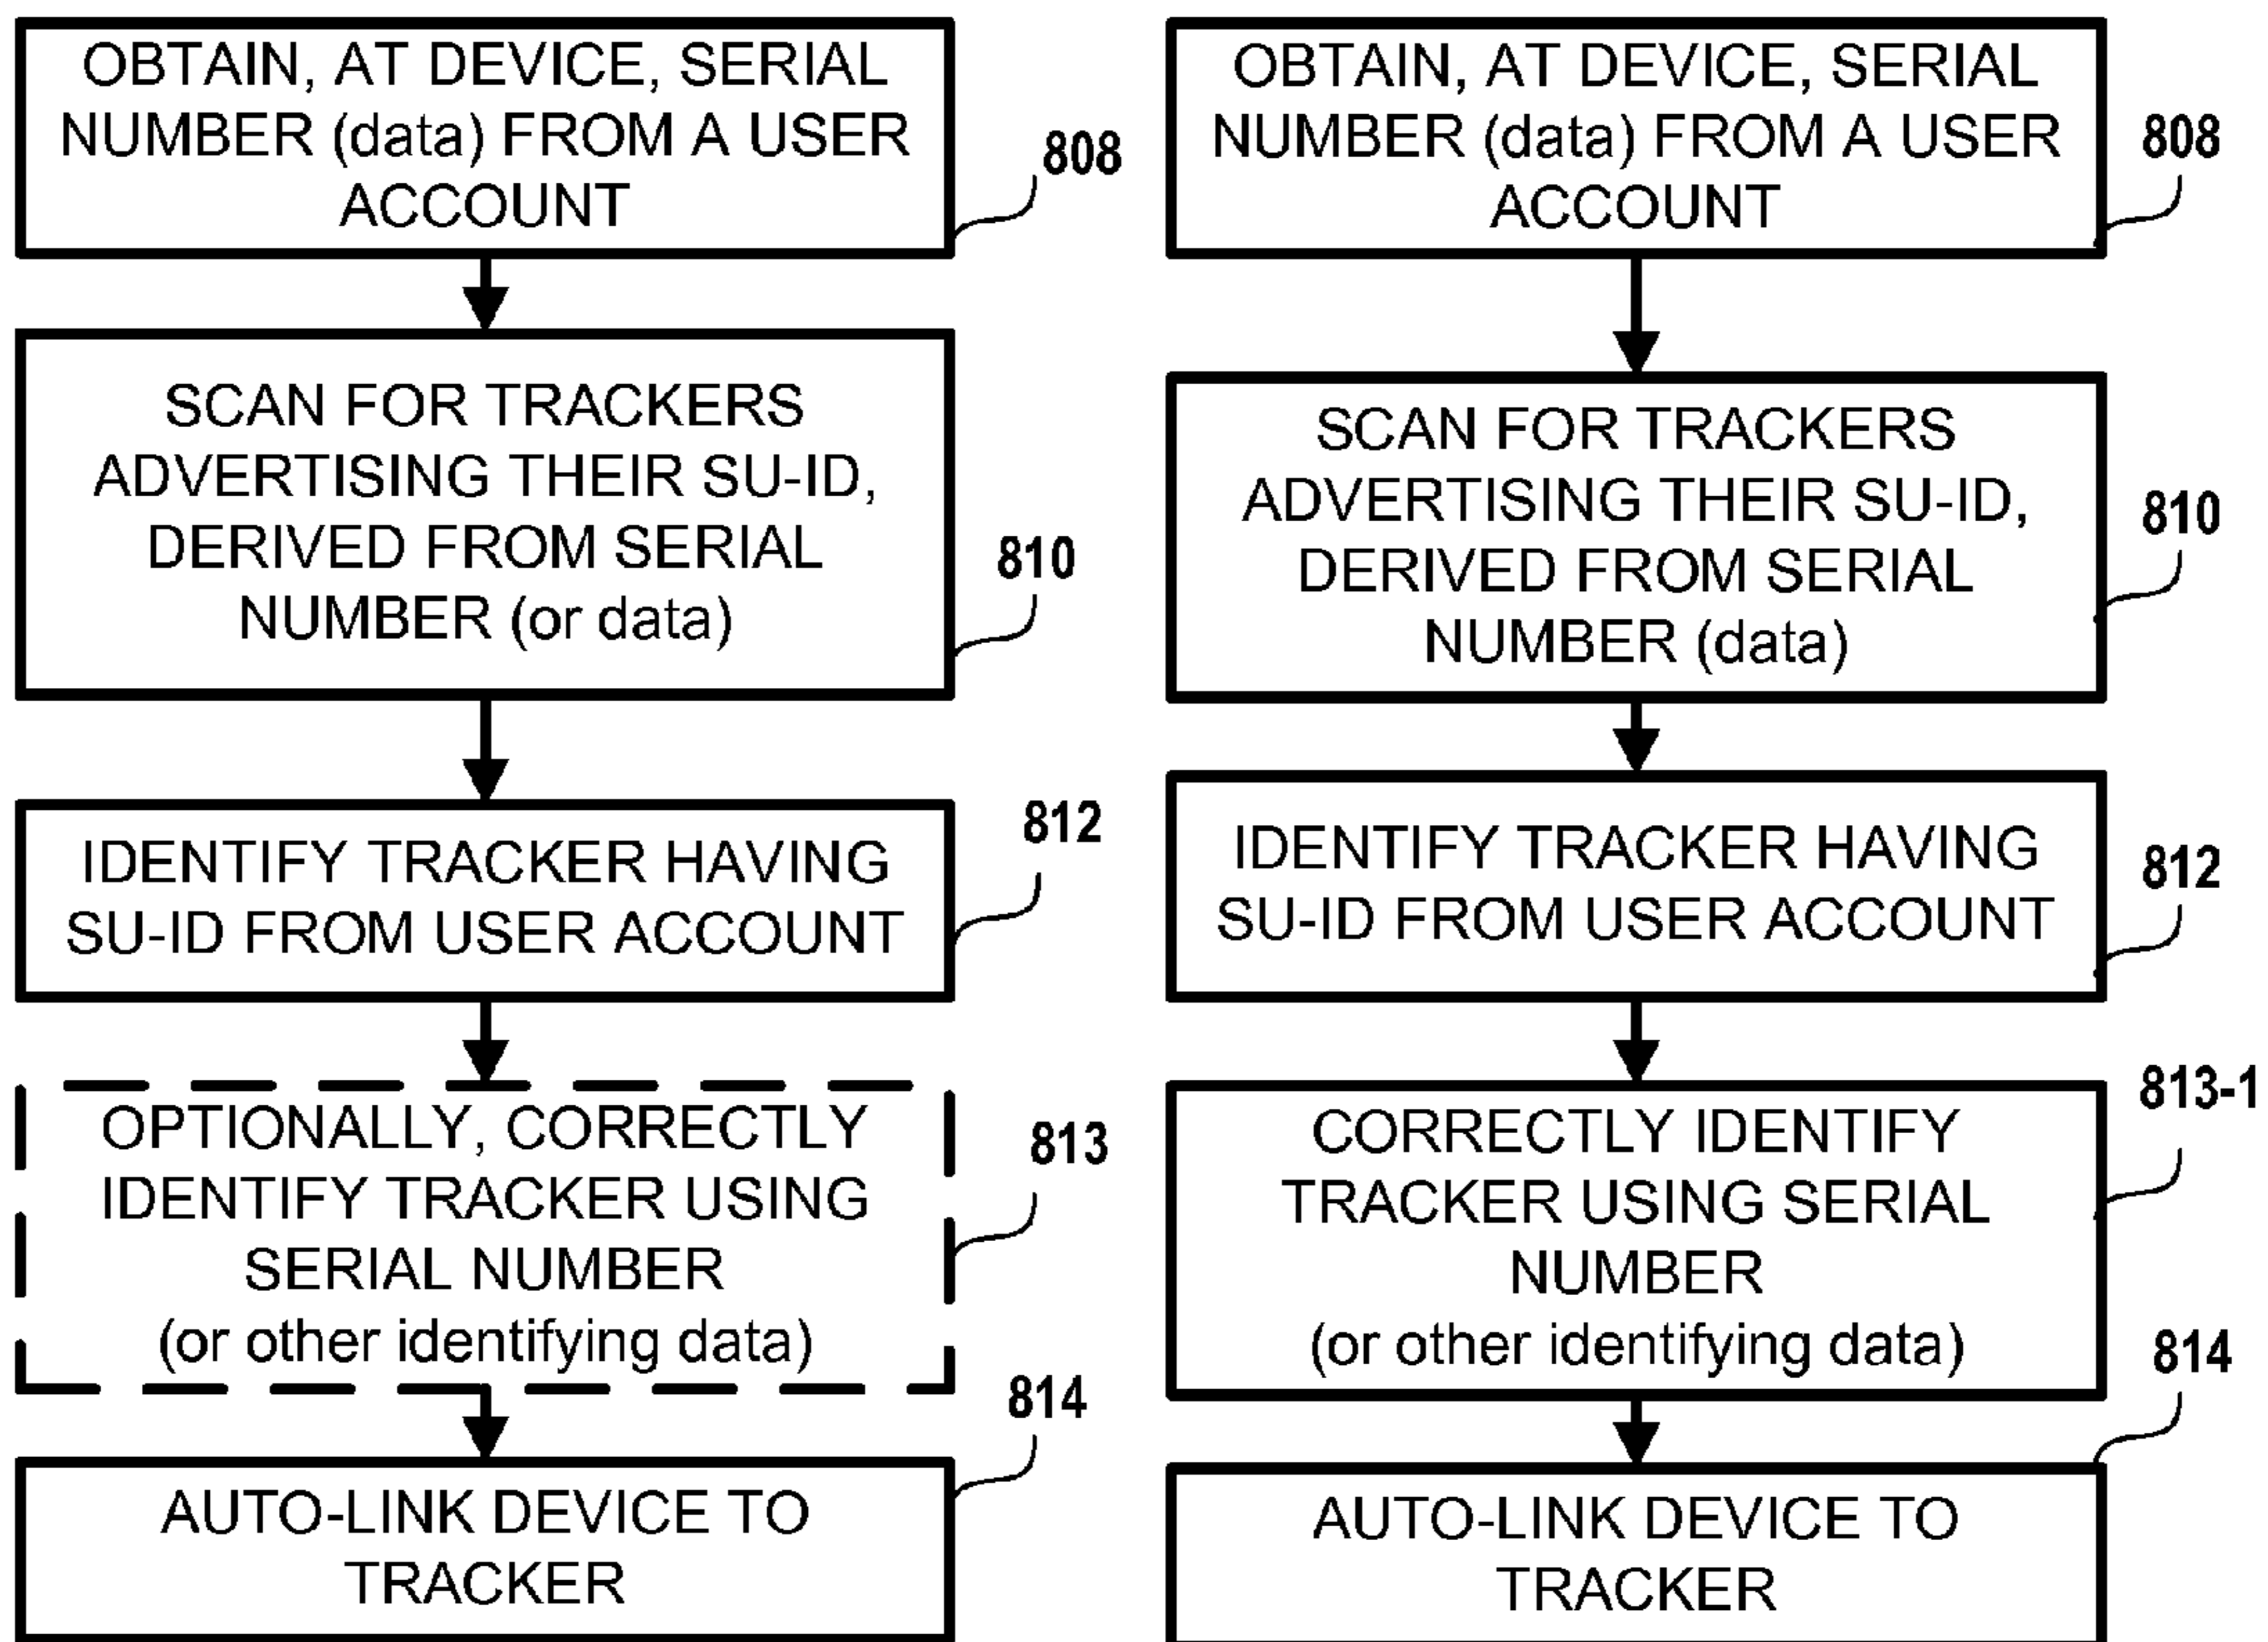 OBTAIN, AT DEVICE, SERIAL
NUMBER (data) FROM A USER
ACCOUNT
808
SCAN FOR TRACKERS
ADVERTISING THEIR SU-ID,
DERIVED FROM SERIAL
NUMBER (or data)
810
IDENTIFY TRACKER HAVING
SU-ID FROM USER ACCOUNT
812
OPTIONALLY, CORRECTLY
IDENTIFY TRACKER USING
SERIAL NUMBER
(or other identifying data)
813
AUTO-LINK DEVICE TO
TRACKER
814
OBTAIN, AT DEVICE, SERIAL
NUMBER (data) FROM A USER
ACCOUNT
808
SCAN FOR TRACKERS
ADVERTISING THEIR SU-ID,
DERIVED FROM SERIAL
NUMBER (data)
810
IDENTIFY TRACKER HAVING
SU-ID FROM USER ACCOUNT
812
CORRECTLY IDENTIFY
TRACKER USING SERIAL
NUMBER
(or other identifying data)
813-1
AUTO-LINK DEVICE TO
TRACKER
814